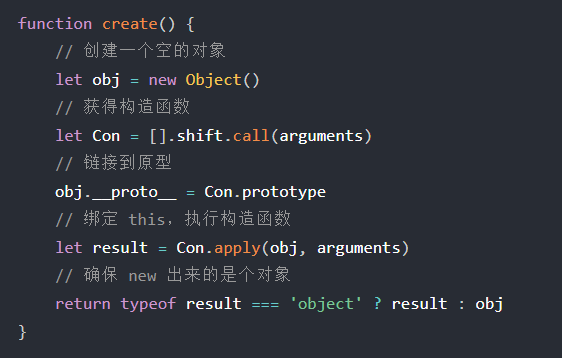 function create() {
    // 创建一个空的对象
    let obj = new Object()
    // 获得构造函数
    let Con = [].shift.call(arguments)
    // 链接到原型
    obj.__proto__ = Con.prototype
    // 绑定 this，执行构造函数
    let result = Con.apply(obj, arguments)
    // 确保 new 出来的是个对象
    return typeof result === 'object' ? result : obj
}